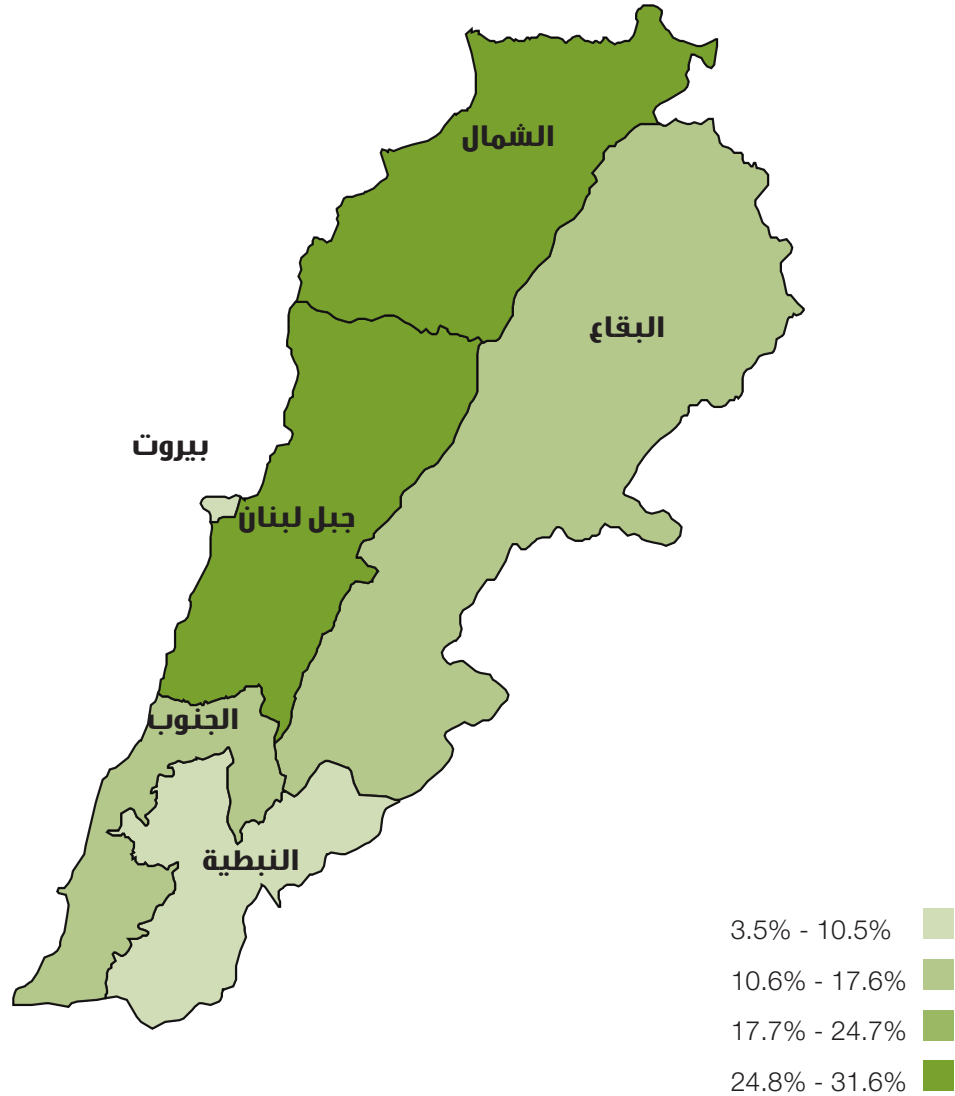 الشمال
البقاع
بيروت
جبل لبنان
الجنوب
النبطية
3.5% - 10.5%
10.6% - 17.6%
17.7% - 24.7%
24.8% - 31.6%